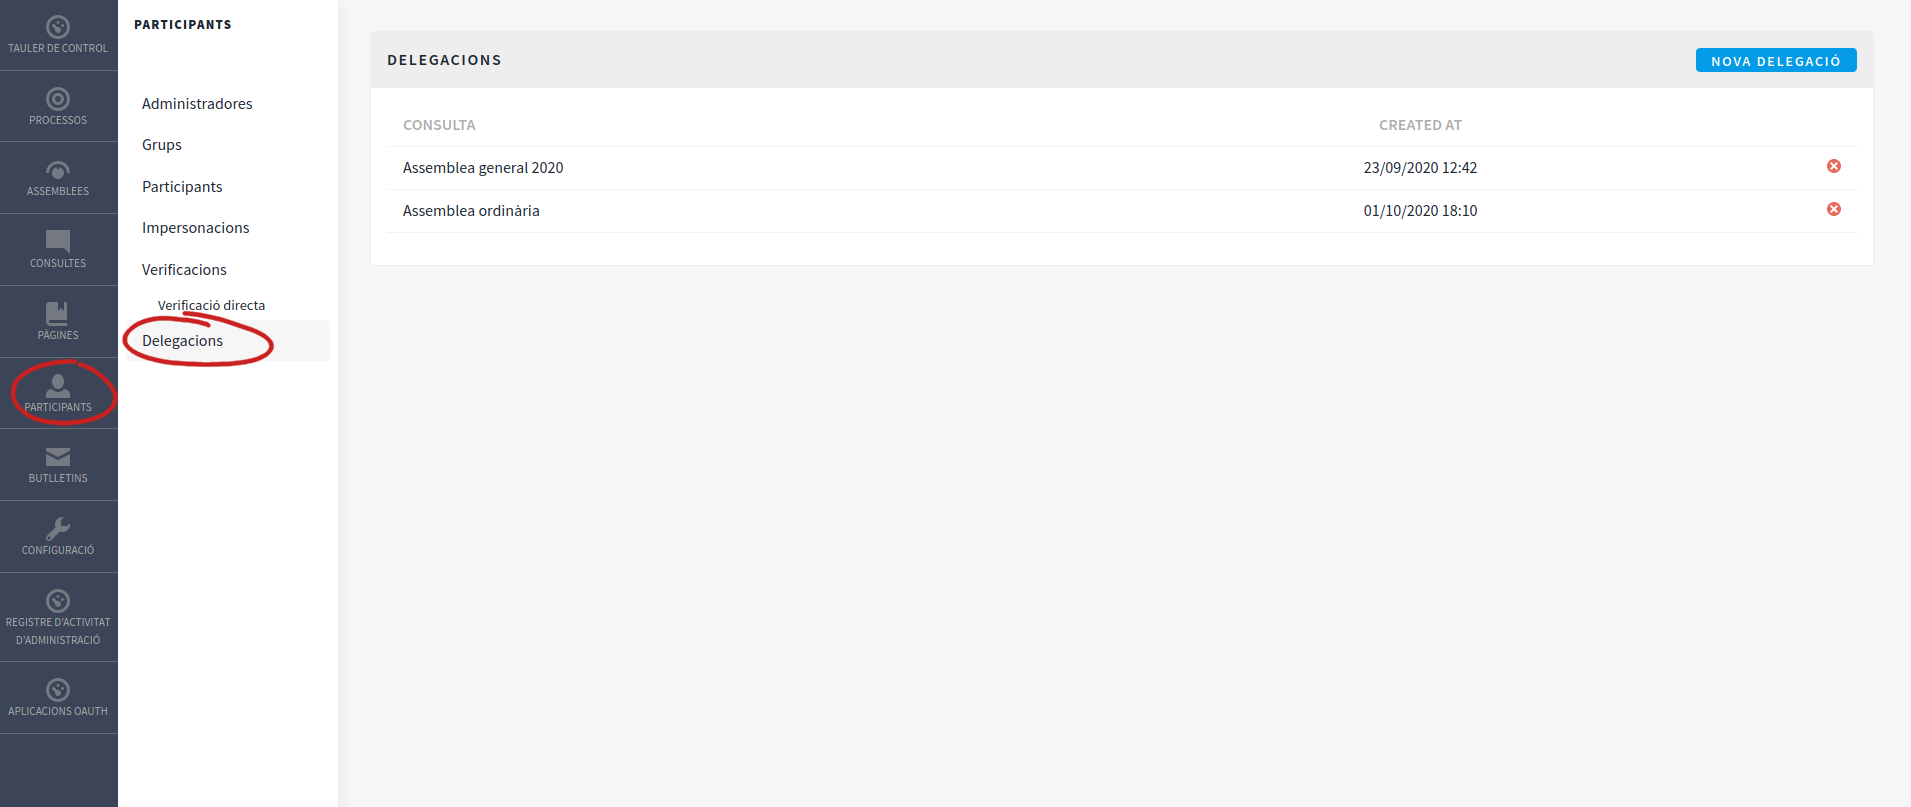 TAULER DE CONTROL
PROCESSOS
ASSEMBLEES
CONSULTES
PÀGINES
PARTICIPANTS
BUTLLETINS
CONFIGURACIÓ
REGISTRE D'ACTIVITAT
D'ADMINISTRACIÓ
APLICACIONS OAUTH
PARTICIPANTS
Administradores
Grups
Participants
Impersonacions
Verificacions
Verificació directa
Delegacions
DELEGACIONS
NOVA DELEGACIÓ
CONSULTA CREATED AT
Assemblea general 2020 23/09/2020 12:42
Assemblea ordinària 01/10/2020 18:10